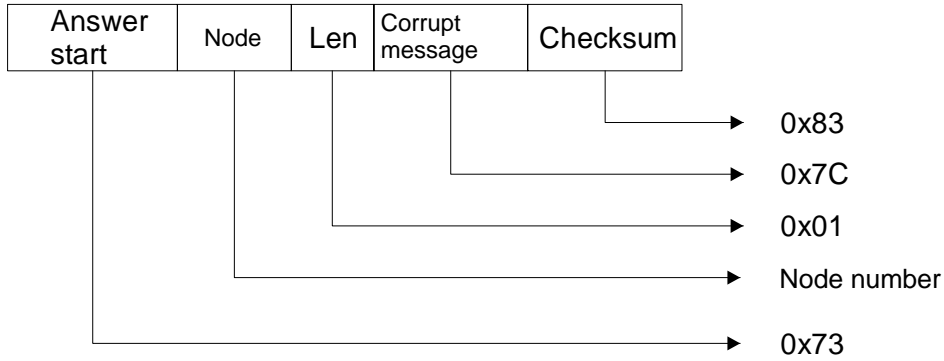 Answer
start
Node
Len
Corrupt
message
Checksum
0x83
0x7C
0x01
Node number
0x73